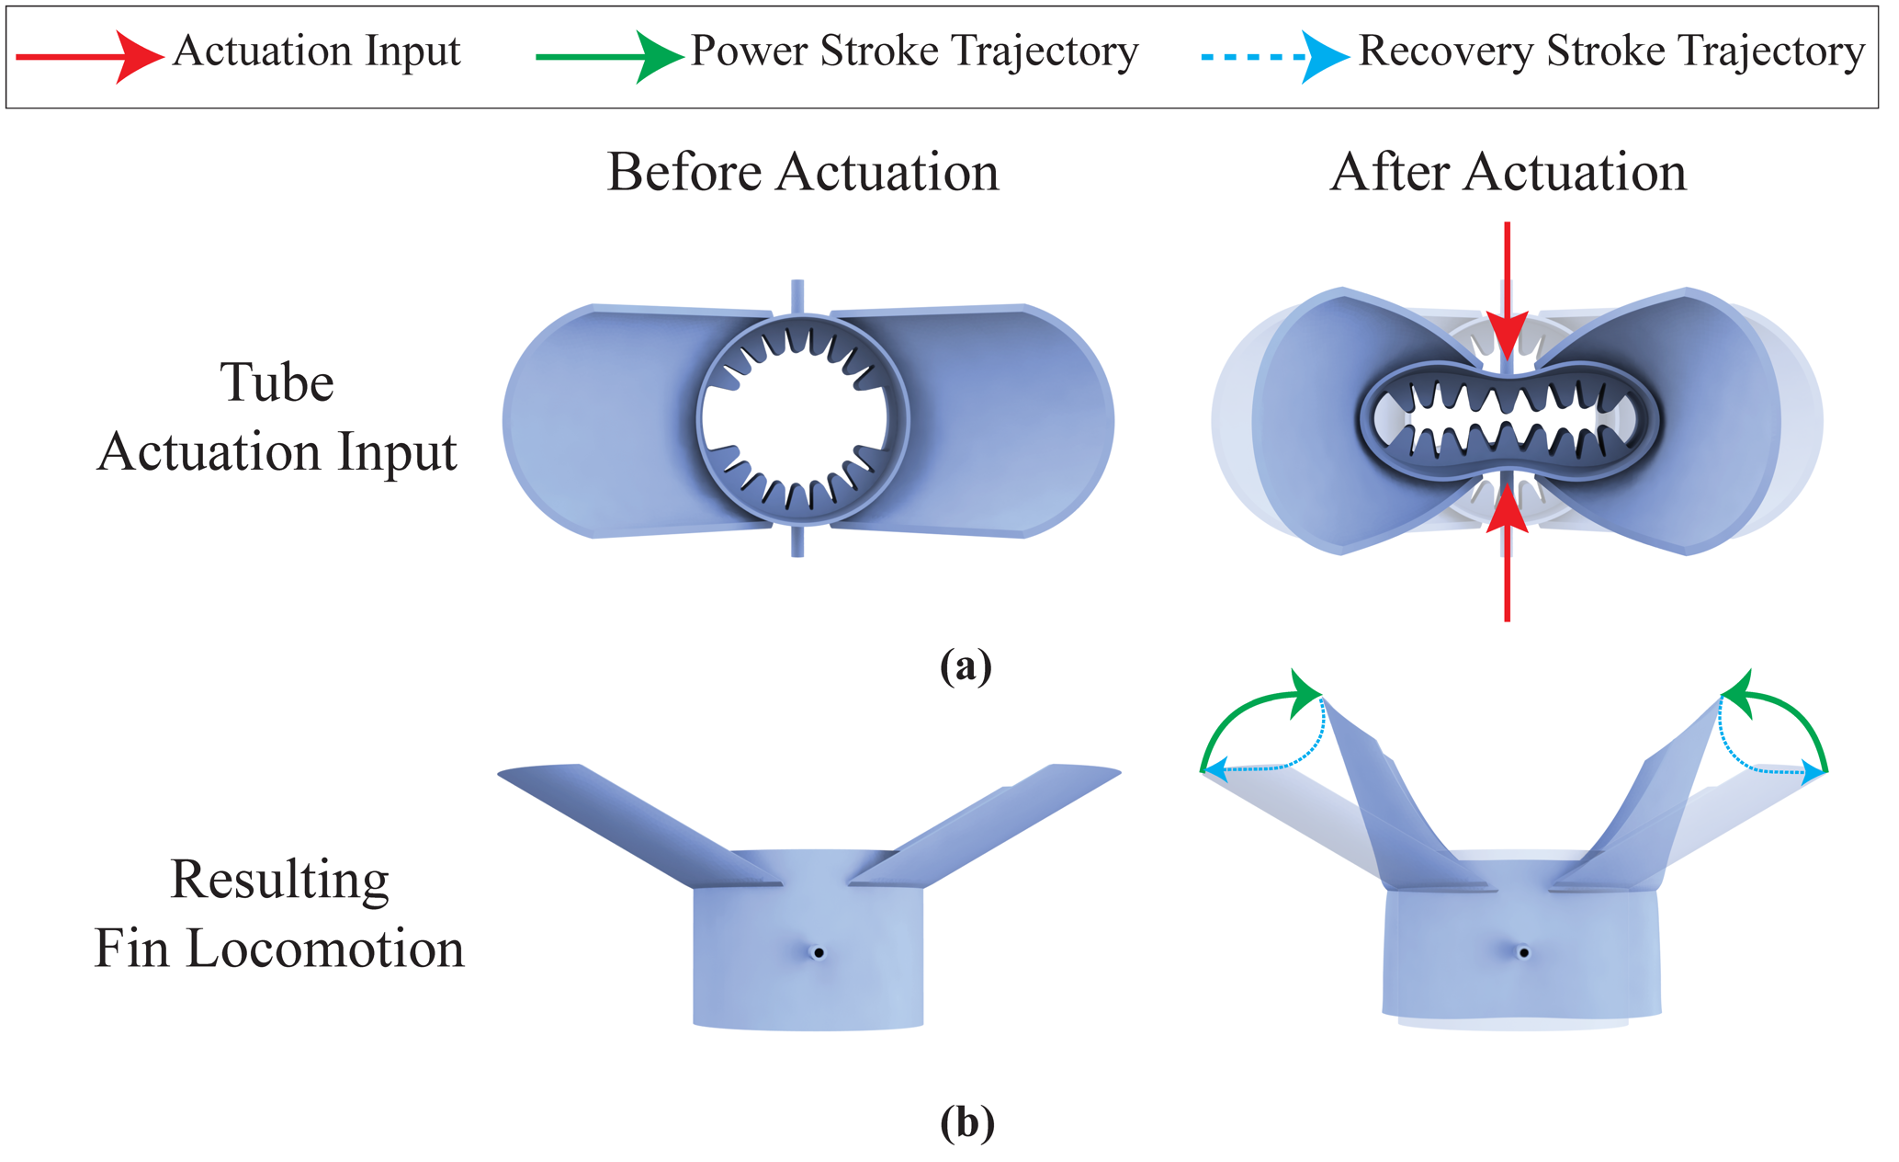 Actuation Input
Power Stroke Trajectory
Recovery Stroke Trajectory
Before Actuation
After Actuation
Tube
Actuation Input
(a)
Resulting
Fin Locomotion
(b)